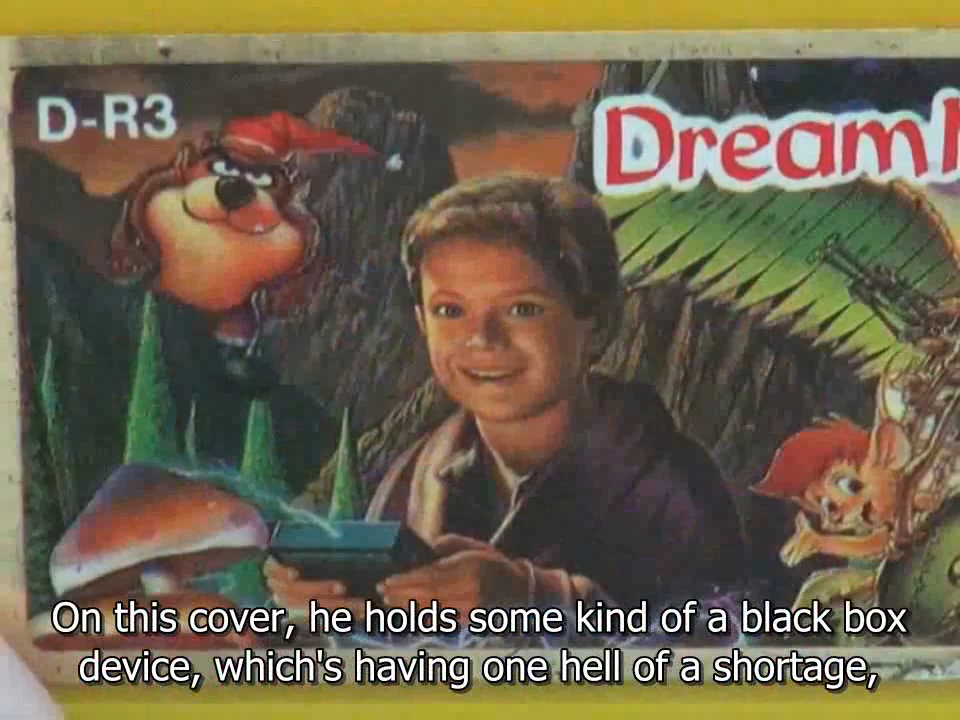 D-R3
Dream
On this cover, he holds some kind of a black box
device, which's having one hell of a shortage,